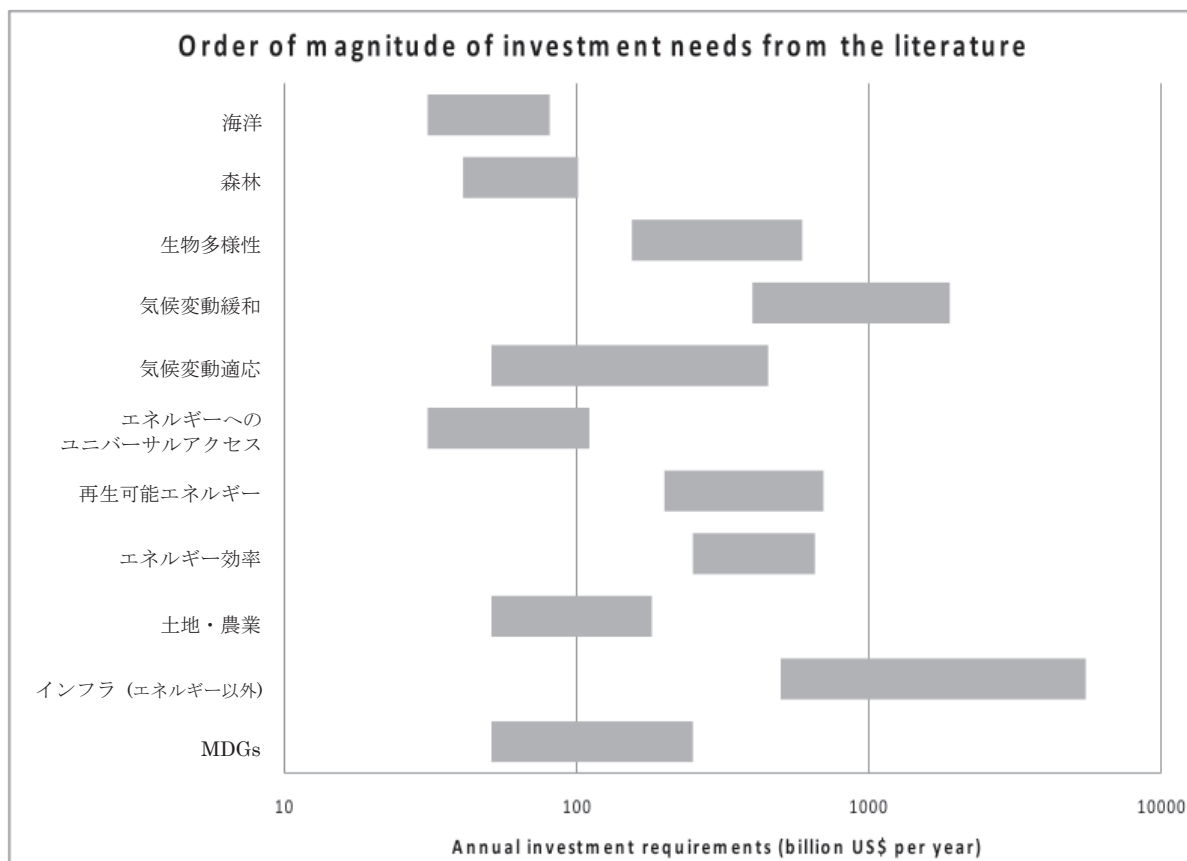 Order of magnitude of investment needs from the literature
海洋
森林
生物多様性
気候変動緩和
気候変動適応
エネルギーへの
ユニバーサルアクセス
再生可能エネルギー
エネルギー効率
土地・農業
インフラ (エネルギー以外)
MDGs
10 100 1000 10000
Annual investment requirements (billion US$ per year)